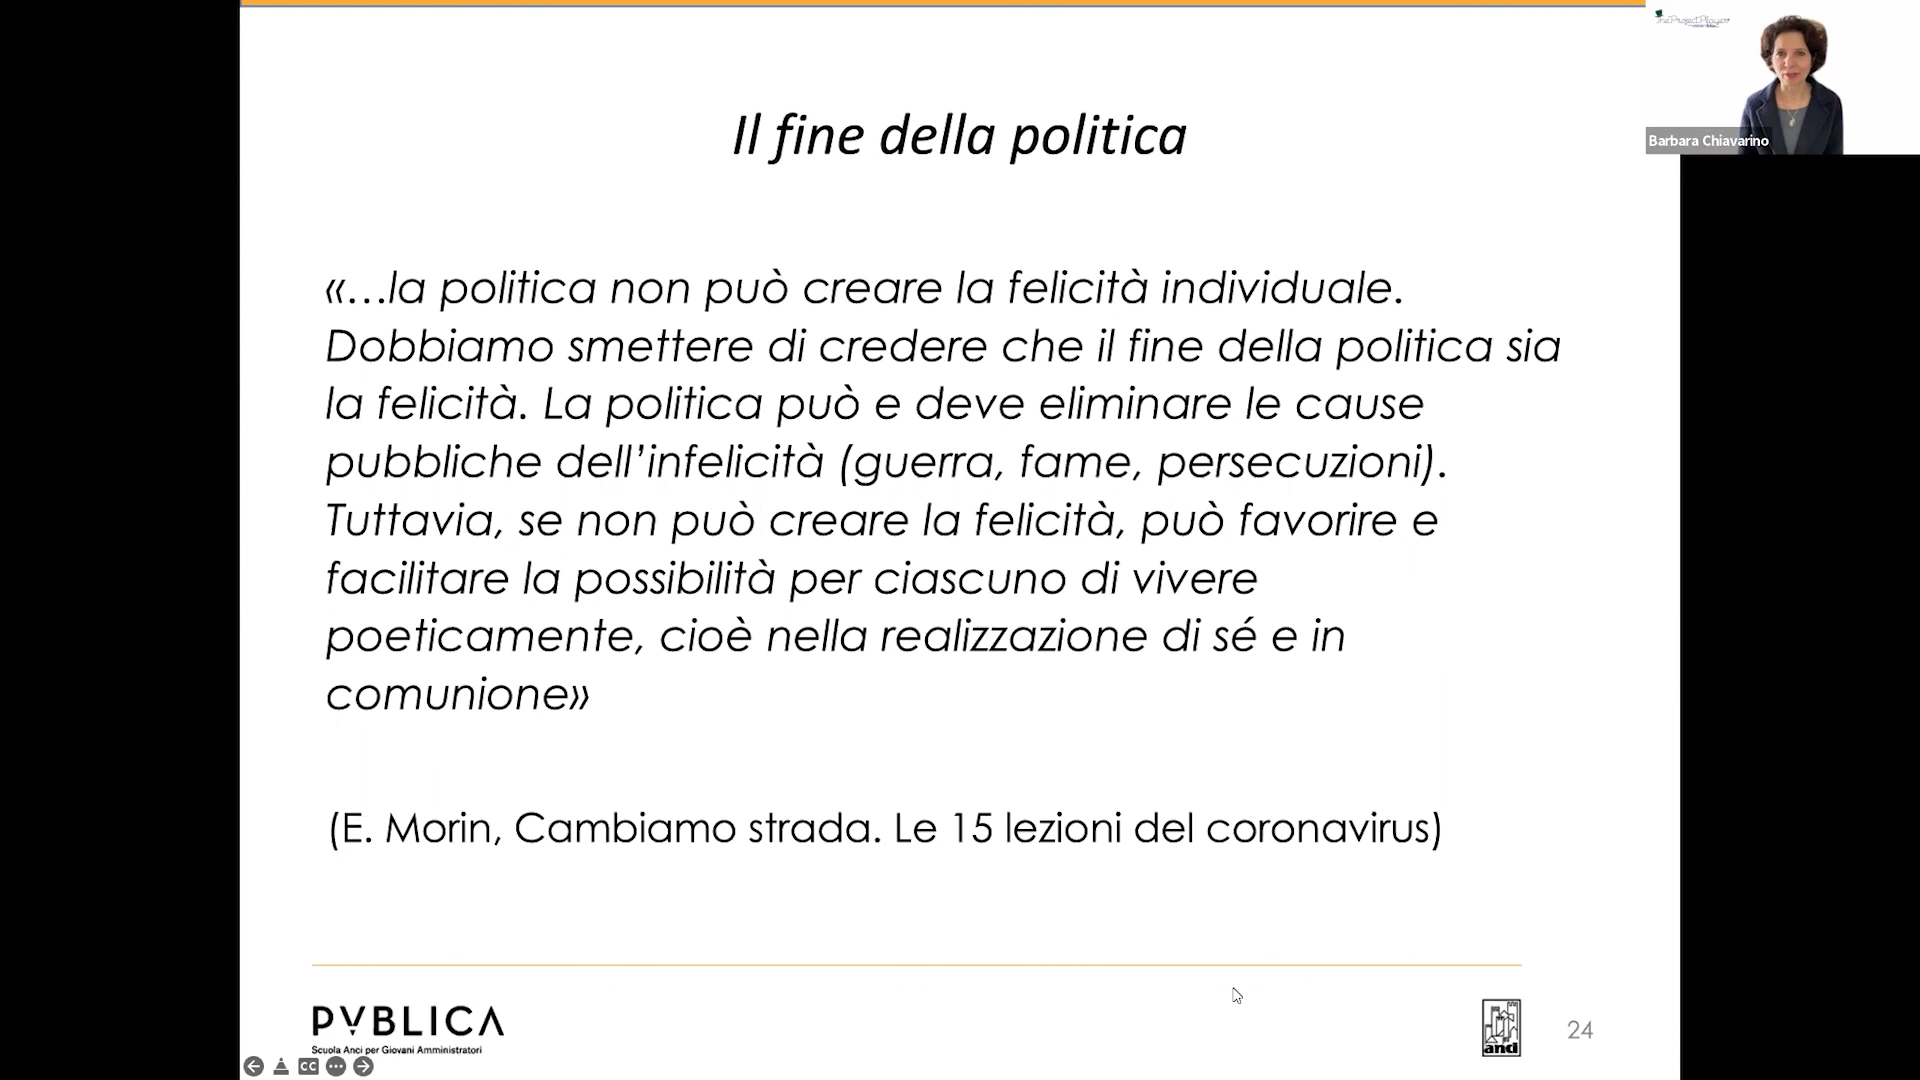 TheProjectPlayer
Barbara Chiavarino
Il fine della politica
«...la politica non può creare la felicità individuale.
Dobbiamo smettere di credere che il fine della politica sia
la felicità. La politica può e deve eliminare le cause
pubbliche dell’infelicità (guerra, fame, persecuzioni).
Tuttavia, se non può creare la felicità, può favorire e
facilitare la possibilità per ciascuno di vivere
poeticamente, cioè nella realizzazione di sé e in
comunione»
(E. Morin, Cambiamo strada. Le 15 lezioni del coronavirus)
PVBLICA
Scuola Anci per Giovani Amministratori
anci
24
CC